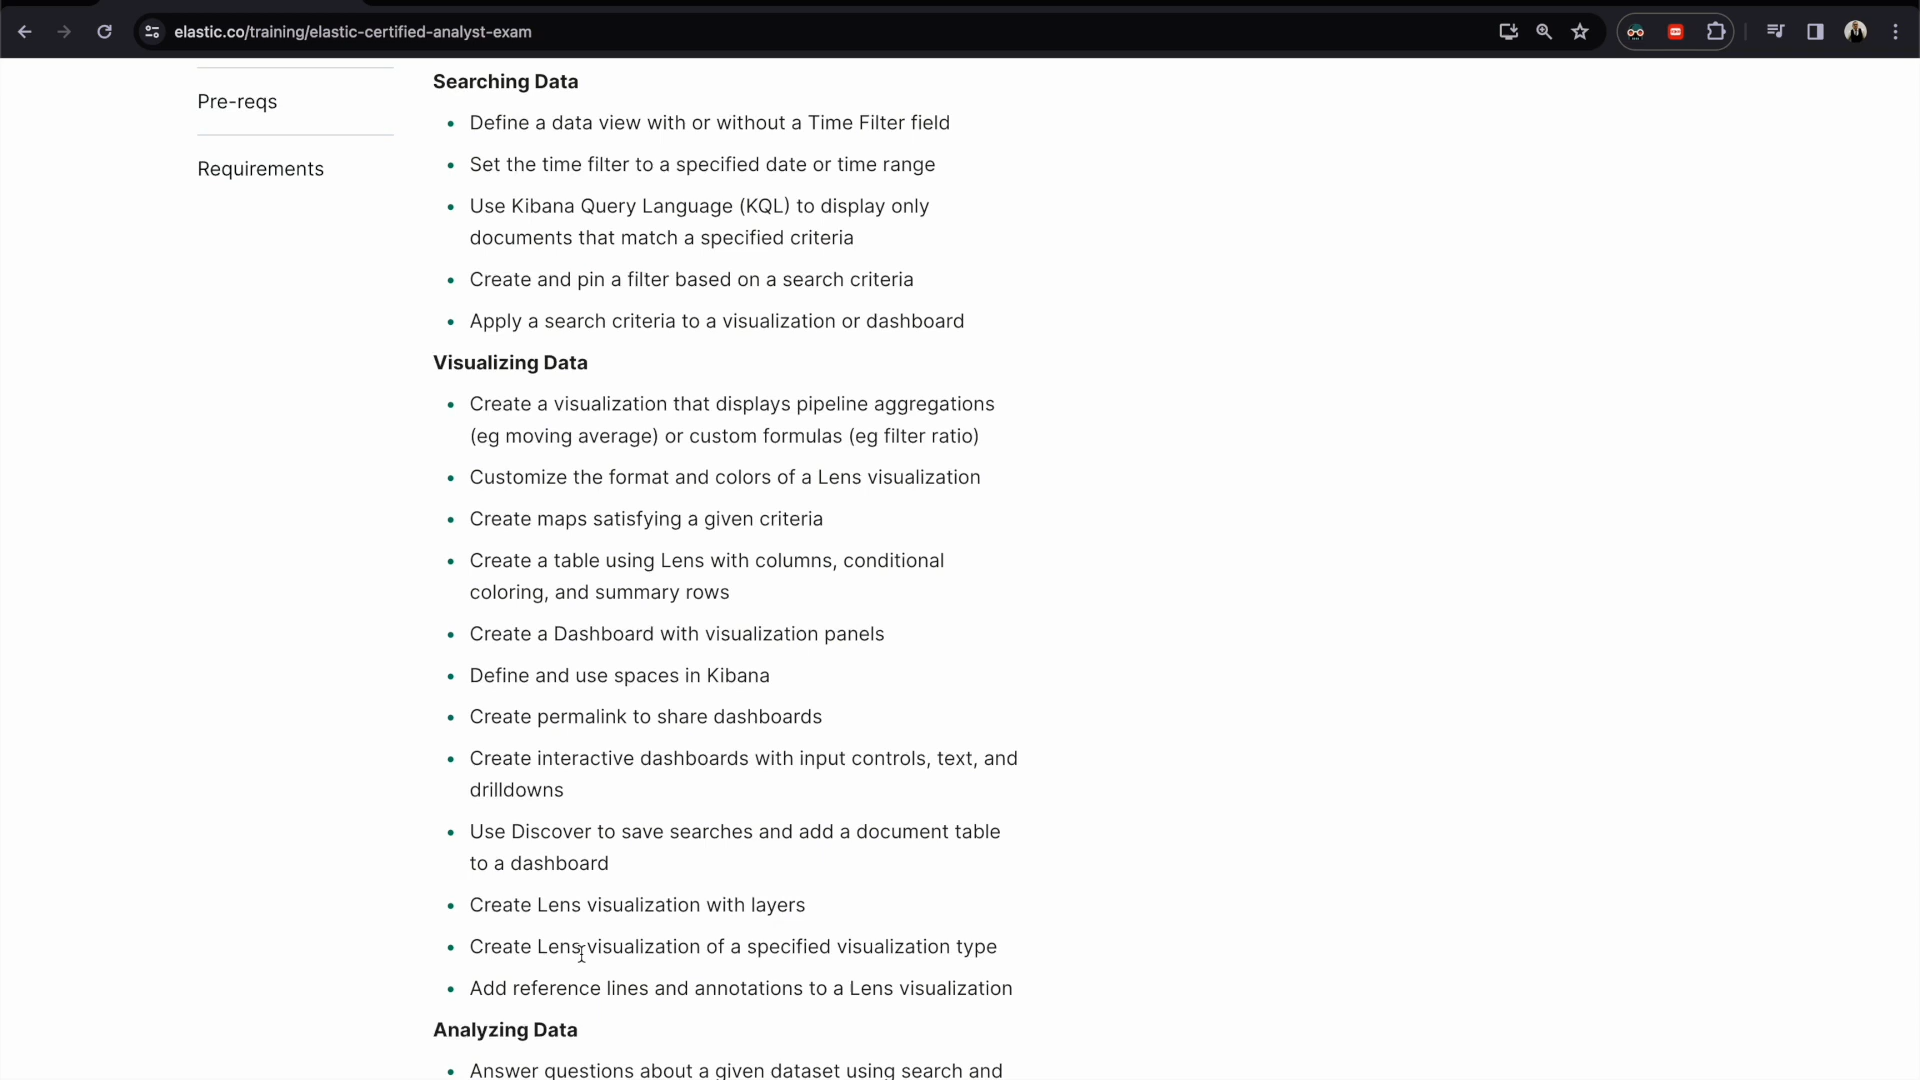 elastic.co/training/elastic-certified-analyst-exam
Pre-reqs
Requirements
Searching Data
• Define a data view with or without a Time Filter field
• Set the time filter to a specified date or time range
• Use Kibana Query Language (KQL) to display only
documents that match a specified criteria
• Create and pin a filter based on a search criteria
• Apply a search criteria to a visualization or dashboard
Visualizing Data
• Create a visualization that displays pipeline aggregations
(eg moving average) or custom formulas (eg filter ratio)
• Customize the format and colors of a Lens visualization
• Create maps satisfying a given criteria
• Create a table using Lens with columns, conditional
coloring, and summary rows
• Create a Dashboard with visualization panels
• Define and use spaces in Kibana
• Create permalink to share dashboards
• Create interactive dashboards with input controls, text, and
drilldowns
• Use Discover to save searches and add a document table
to a dashboard
• Create Lens visualization with layers
• Create Lens visualization of a specified visualization type
• Add reference lines and annotations to a Lens visualization
Analyzing Data
• Answer questions about a given dataset using search and